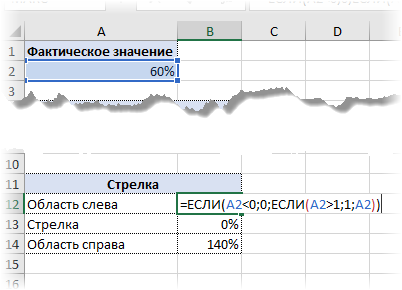 A B C D
1 Фактическое значение
2 60%
3
10
11 Стрелка
12 Область слева =ЕСЛИ(A2<0;0;ЕСЛИ(A2>1;1;A2))
13 Стрелка 0%
14 Область справа 140%
15
16